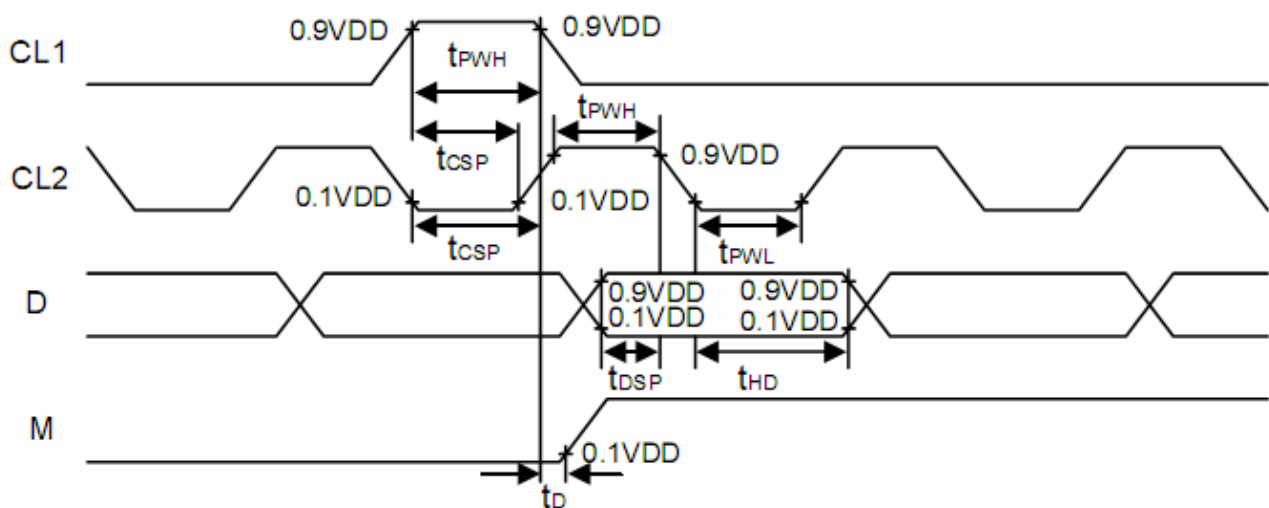 CL1
0.9VDD 0.9VDD
tPWH
tPWH
tCSP
CL2
0.9VDD
0.1VDD 0.1VDD
tCSP
tPWL
D
0.9VDD 0.9VDD
0.1VDD 0.1VDD
tDSP tHD
M
0.1VDD
tD